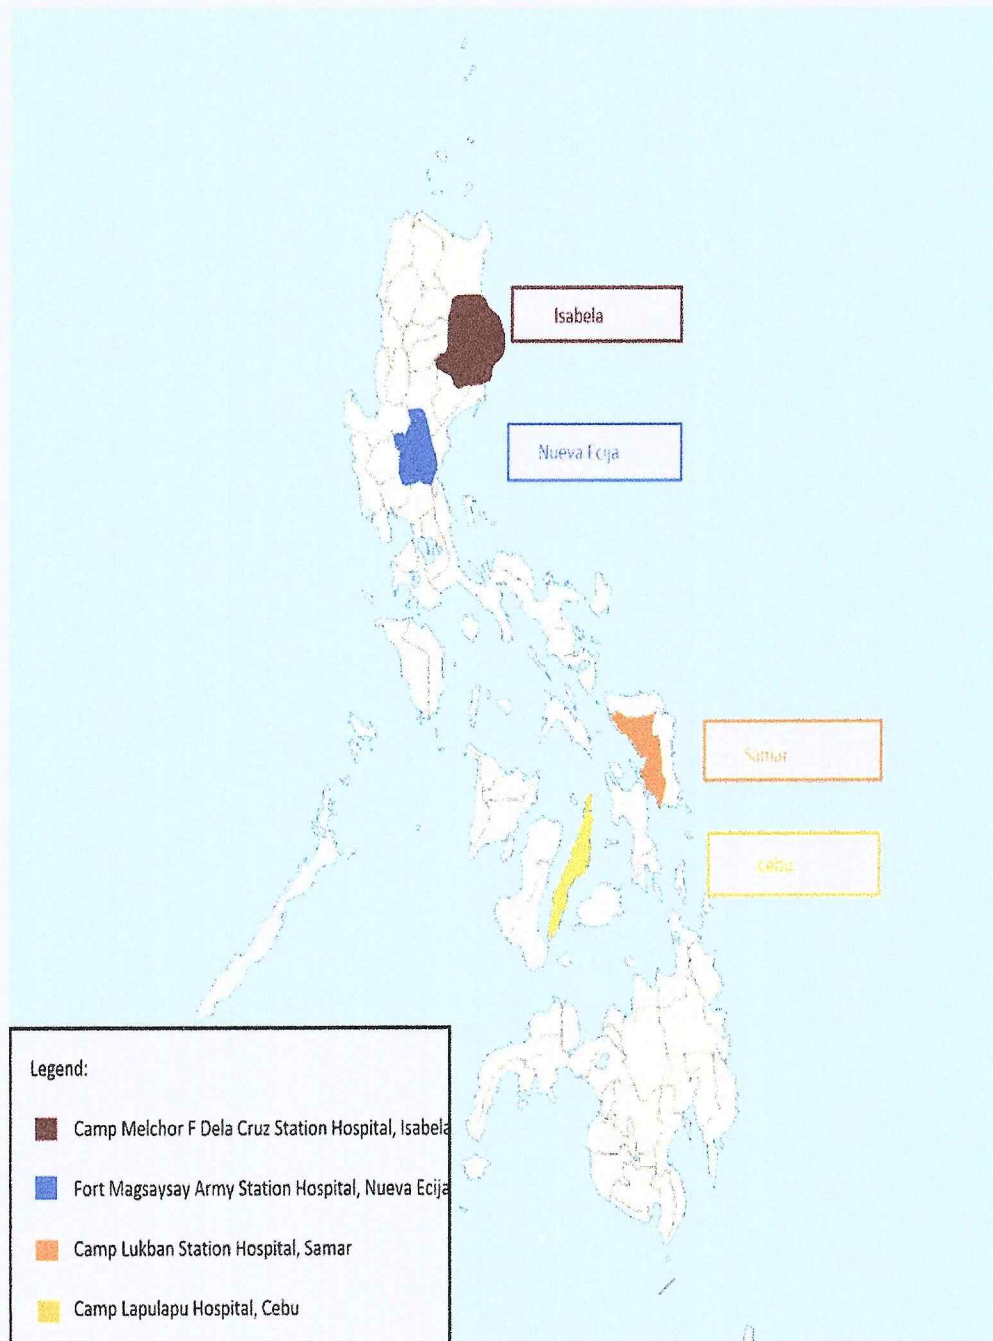 Isabela
Nueva Ecija
Samar
cebu
Legend:
Camp Melchor F Dela Cruz Station Hospital, Isabela
Fort Magsaysay Army Station Hospital, Nueva Ecija
Camp Lukban Station Hospital, Samar
Camp Lapulapu Hospital, Cebu